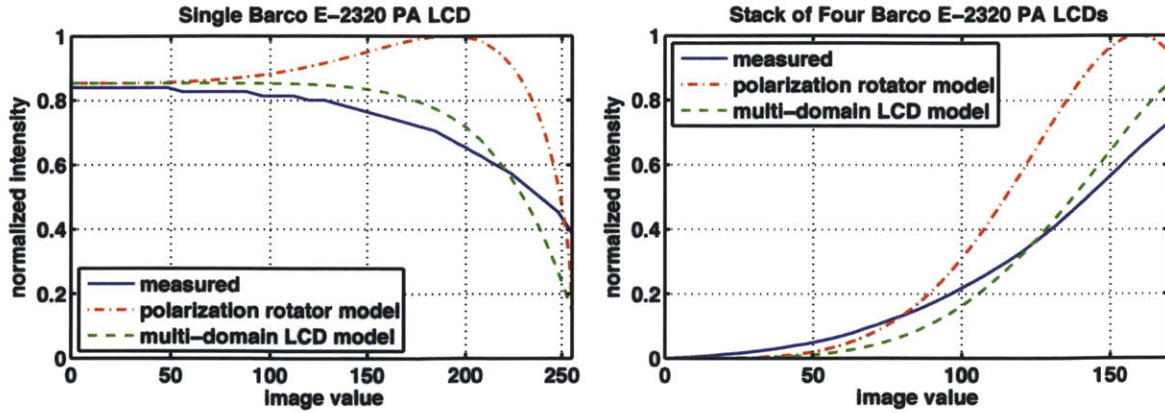 Single Barco E−2320 PA LCD
1
0.8
0.6
0.4
0.2
0
normalized intensity
measured
polarization rotator model
multi−domain LCD model
0
50
100
150
200
250
image value
Stack of Four Barco E−2320 PA LCDs
1
0.8
0.6
0.4
0.2
0
normalized intensity
measured
polarization rotator model
multi−domain LCD model
0
50
100
150
image value